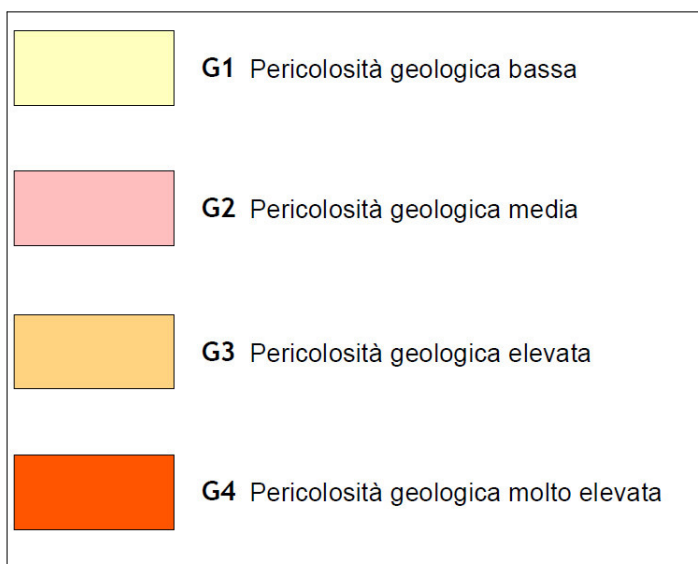 G1 Pericolosità geologica bassa
G2 Pericolosità geologica media
G3 Pericolosità geologica elevata
G4 Pericolosità geologica molto elevata